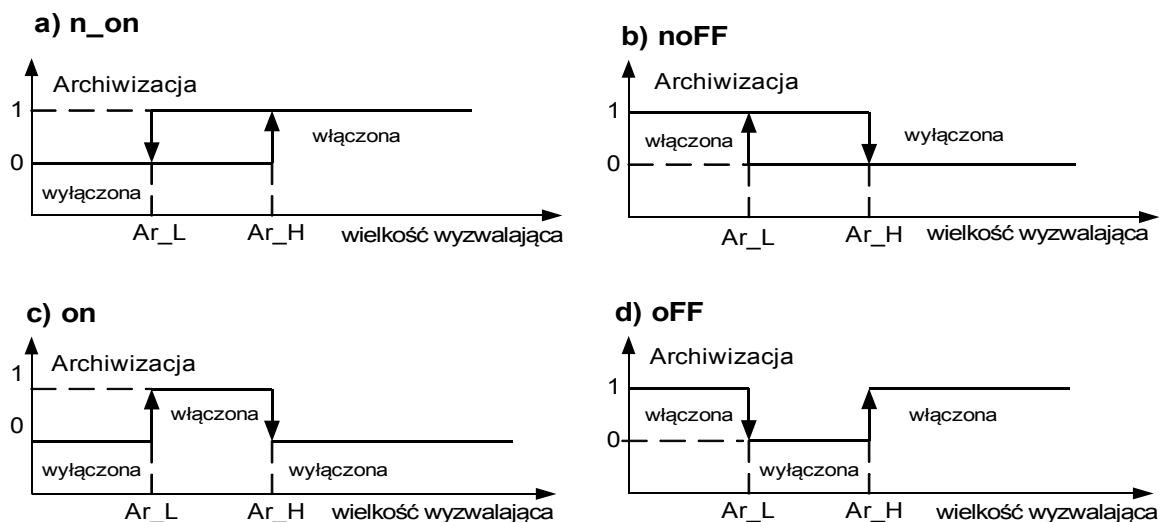 a) n_on
Archiwizacja
1
włączona
0
wyłączona
Ar_L Ar_H wielkość wyzwalająca
b) noFF
Archiwizacja
1
włączona wyłączona
0
Ar_L Ar_H wielkość wyzwalająca
c) on
Archiwizacja
1
włączona
0
wyłączona wyłączona
Ar_L Ar_H wielkość wyzwalająca
d) oFF
Archiwizacja
1
włączona włączona
0
wyłączona
Ar_L Ar_H wielkość wyzwalająca